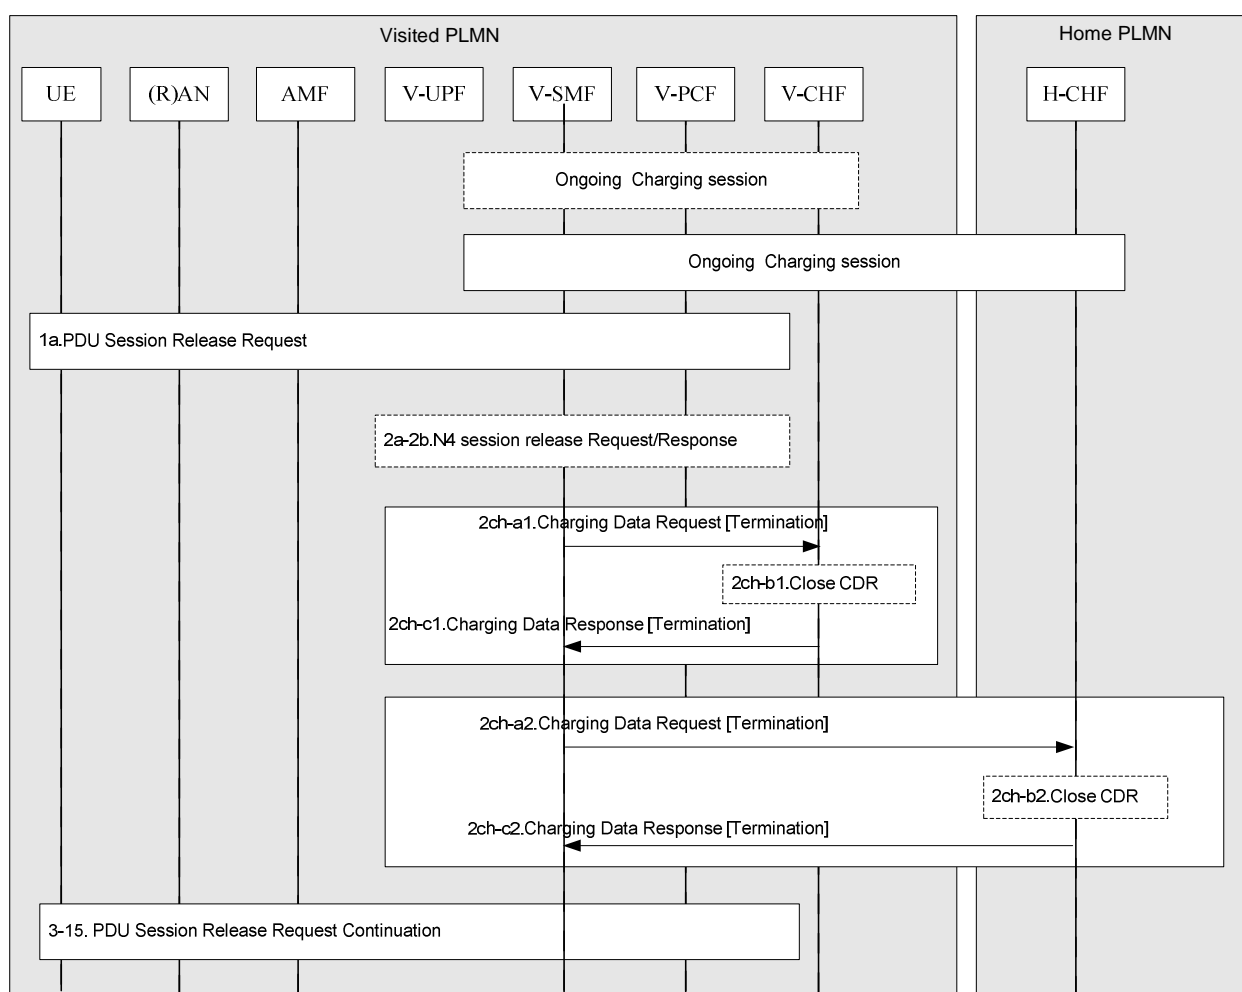 Visited PLMN
Home PLMN
UE
(R)AN
AMF
V-UPF
V-SMF
V-PCF
V-CHF
H-CHF
Ongoing Charging session
Ongoing Charging session
1a.PDU Session Release Request
2a-2b.N4 session release Request/Response
2ch-a1.Charging Data Request [Termination]
2ch-b1.Close CDR
2ch-c1.Charging Data Response [Termination]
2ch-a2.Charging Data Request [Termination]
2ch-b2.Close CDR
2ch-c2.Charging Data Response [Termination]
3-15. PDU Session Release Request Continuation